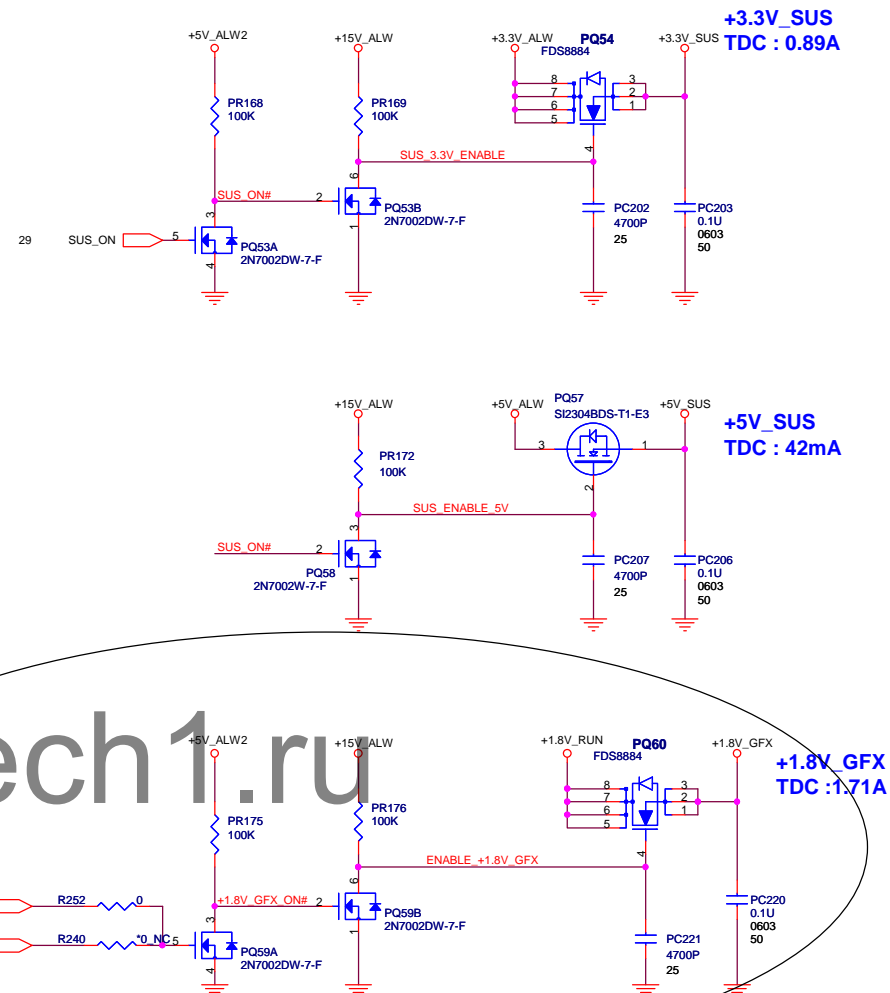 +3.3V_SUS
TDC : 0.89A
+5V_ALW2
+15V_ALW
+3.3V_ALW
PQ54
FDS8884
+3.3V_SUS
8
7
6
5
3
2
1
4
PR168
100K
PR169
100K
SUS_3.3V_ENABLE
SUS_ON#
2
6
1
PQ53B
2N7002DW-7-F
PC202
4700P
25
PC203
0.1U
0603
50
29
SUS_ON
5
3
4
PQ53A
2N7002DW-7-F
+15V_ALW
+5V_ALW
PQ57
SI2304BDS-T1-E3
+5V_SUS
+5V_SUS
TDC : 42mA
3
1
2
PR172
100K
SUS_ENABLE_5V
SUS_ON#
2
3
1
PQ58
2N7002W-7-F
PC207
4700P
25
PC206
0.1U
0603
50
ech1.ru
+5V_ALW2
+15V_ALW
+1.8V_RUN
PQ60
FDS8884
+1.8V_GFX
+1.8V_GFX
TDC :1.71A
8
7
6
5
3
2
1
4
PR175
100K
PR176
100K
ENABLE_+1.8V_GFX
R252
0
+1.8V_GFX_ON#
2
6
1
PQ59B
2N7002DW-7-F
R240
*0_NC
5
3
4
PQ59A
2N7002DW-7-F
PC221
4700P
25
PC220
0.1U
0603
50